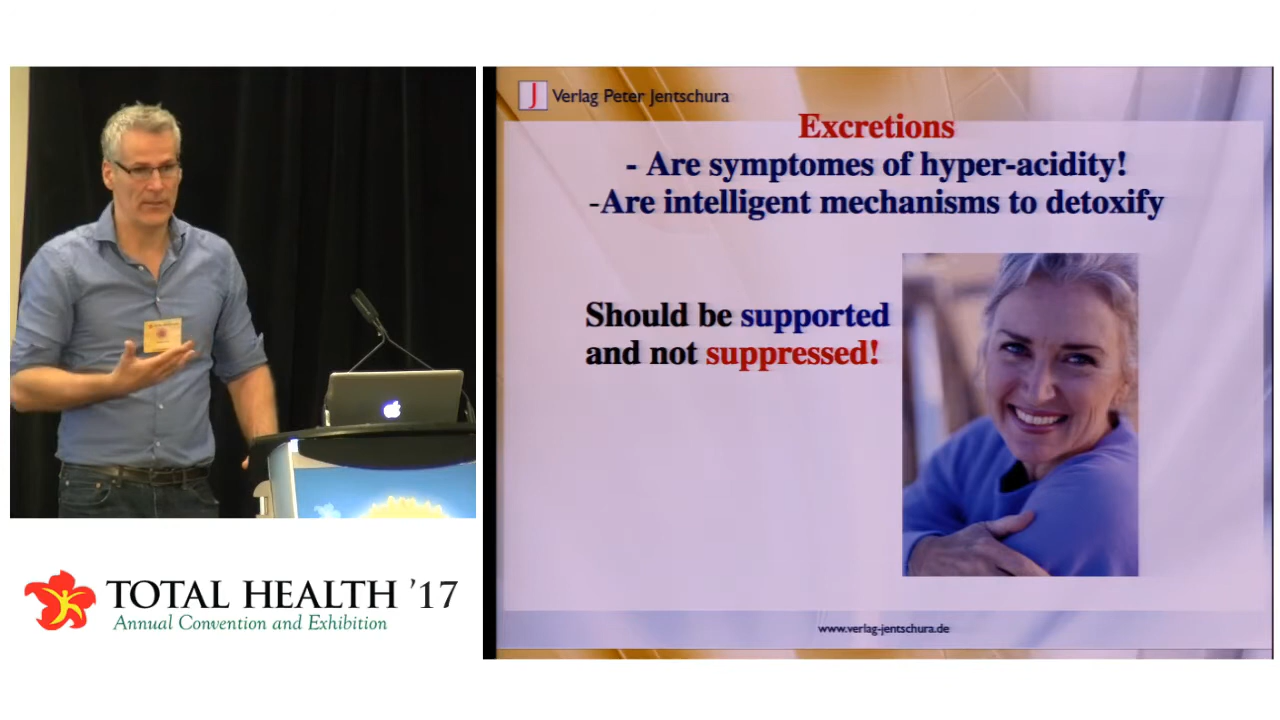 J Verlag Peter Jentschura
Excretions
- Are symptomes of hyper-acidity!
-Are intelligent mechanisms to detoxify
Should be supported
and not suppressed!
www.verlag-jentschura.de
TOTAL HEALTH '17
Annual Convention and Exhibition